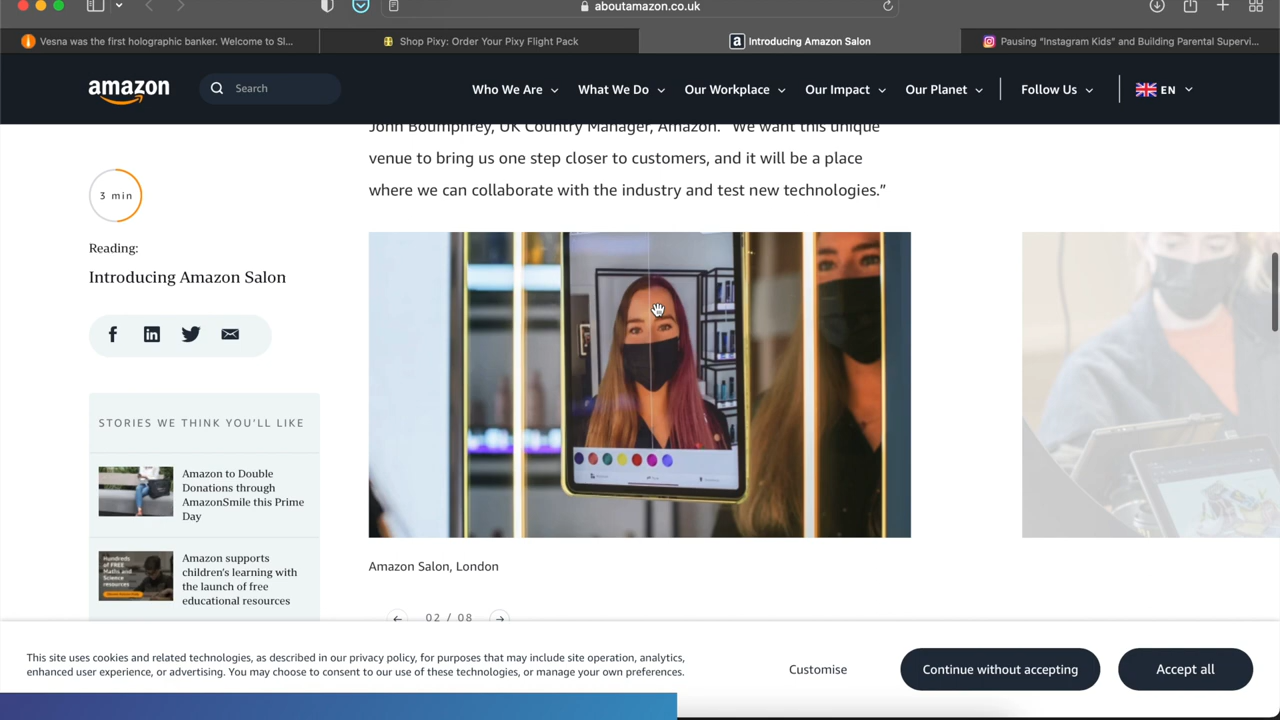 aboutamazon.co.uk
Vesna was the first holographic banker. Welcome to Sl...
Shop Pixy: Order Your Pixy Flight Pack
a Introducing Amazon Salon
Pausing “Instagram Kids” and Building Parental Supervi...
amazon
Search
Who We Are
What We Do
Our Workplace
Our Impact
Our Planet
Follow Us
EN
John Boumphrey, UK Country Manager, Amazon. “We want this unique
venue to bring us one step closer to customers, and it will be a place
where we can collaborate with the industry and test new technologies.”
3 min
Reading:
Introducing Amazon Salon
STORIES WE THINK YOU'LL LIKE
Amazon to Double
Donations through
AmazonSmile this Prime
Day
Hundreds
of FREE
Maths and
Science
resources
Amazon supports
children's learning with
the launch of free
educational resources
Amazon Salon, London
02 / 08
This site uses cookies and related technologies, as described in our privacy policy, for purposes that may include site operation, analytics,
enhanced user experience, or advertising. You may choose to consent to our use of these technologies, or manage your own preferences.
Customise
Continue without accepting
Accept all